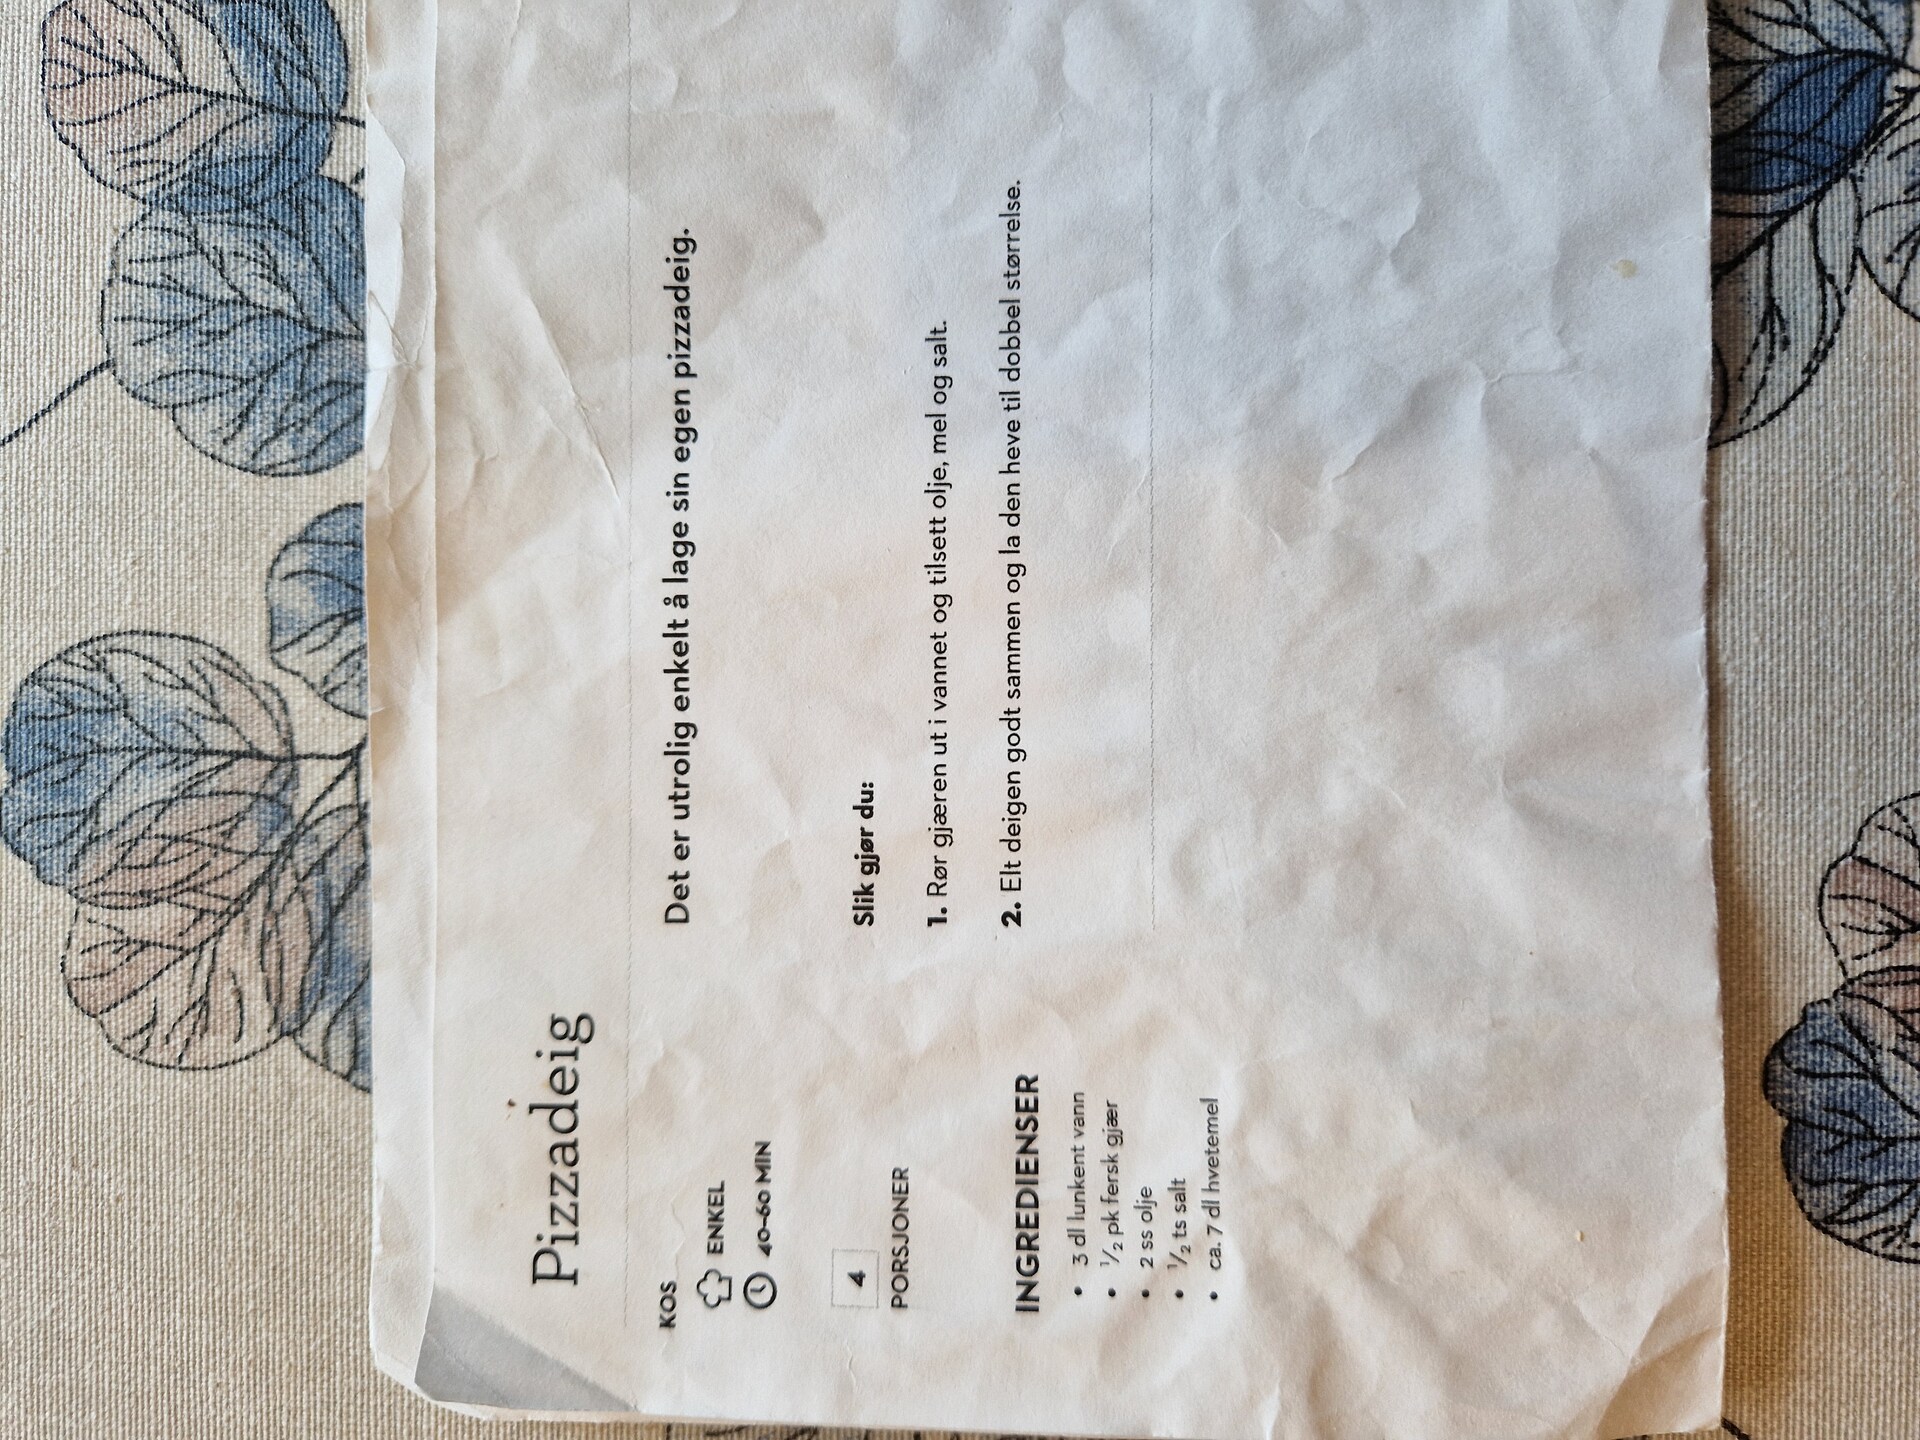 Pizzadeig
KOS
ENKEL
40–60 MIN
4
PORSJONER
INGREDIENSER
• 3 dl lunkent vann
• ½ pk fersk gjær
• 2 ss olje
• ½ ts salt
• ca. 7 dl hvetemel
Det er utrolig enkelt å lage sin egen pizzadeig.
Slik gjør du:
1. Rør gjæren ut i vannet og tilsett olje, mel og salt.
2. Elt deigen godt sammen og la den heve til dobbel størrelse.